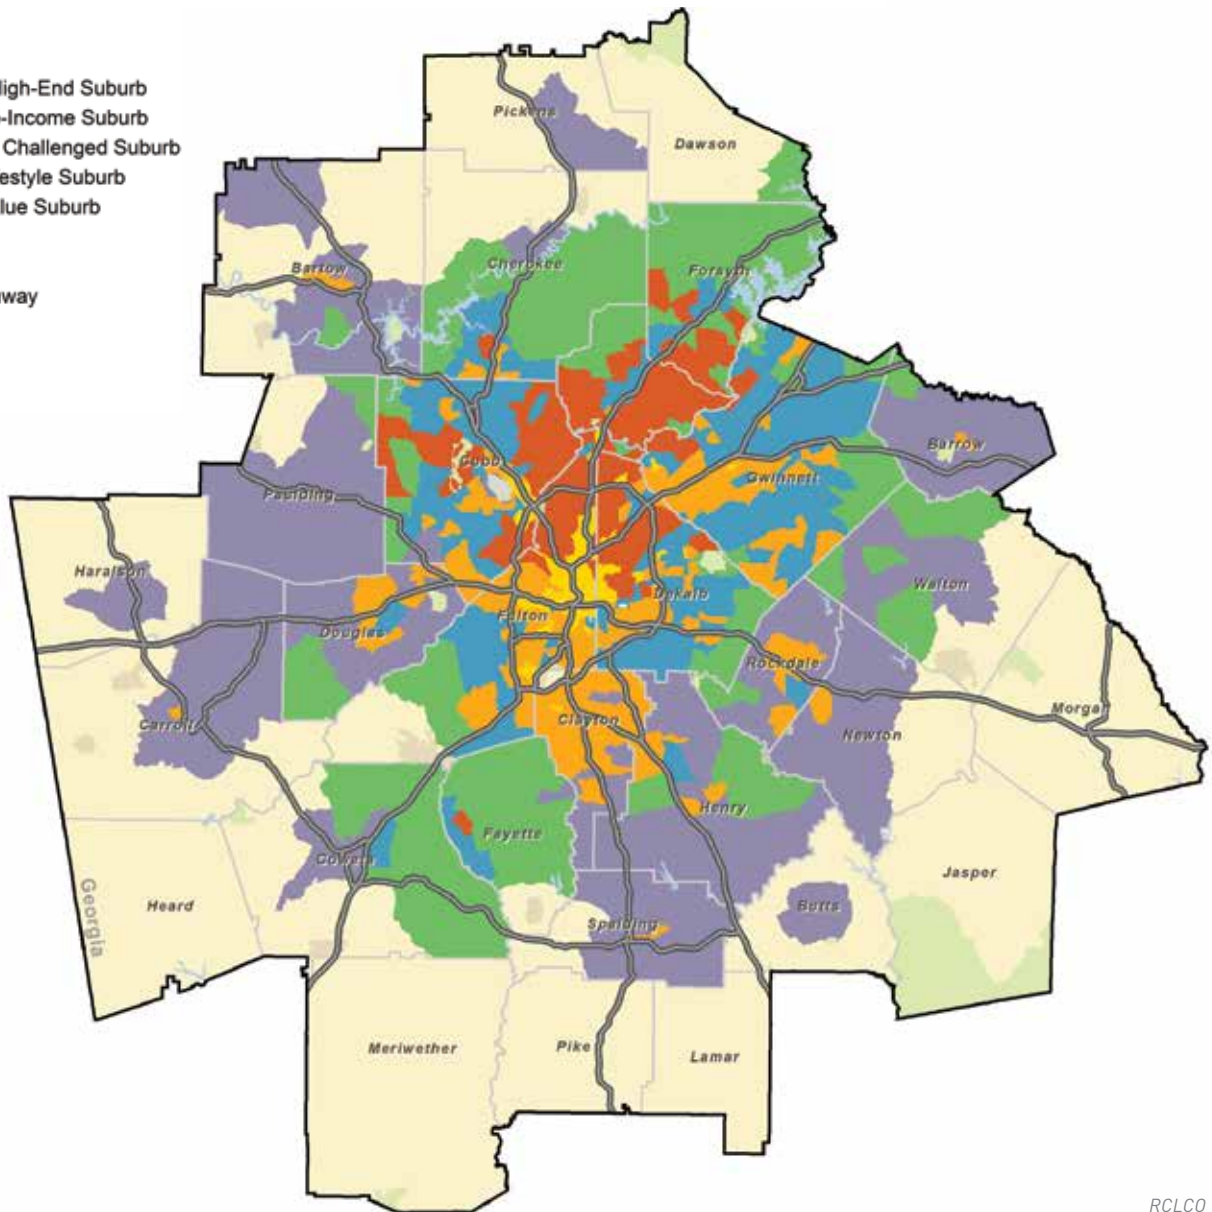 High-End Suburb
-Income Suburb
Challenged Suburb
estyle Suburb
lue Suburb
way
Pickens
Dawson
Cherokee
Forsyth
Bartow
Barrow
Cobb
Gwinnett
Paulding
Haralson
Walton
DeKalb
Fulton
Douglas
Rockdale
Morgan
Carroll
Clayton
Newton
Henry
Fayette
Coweta
Jasper
Georgia
Heard
Butts
Spalding
Meriwether
Pike
Lamar
RCLCO